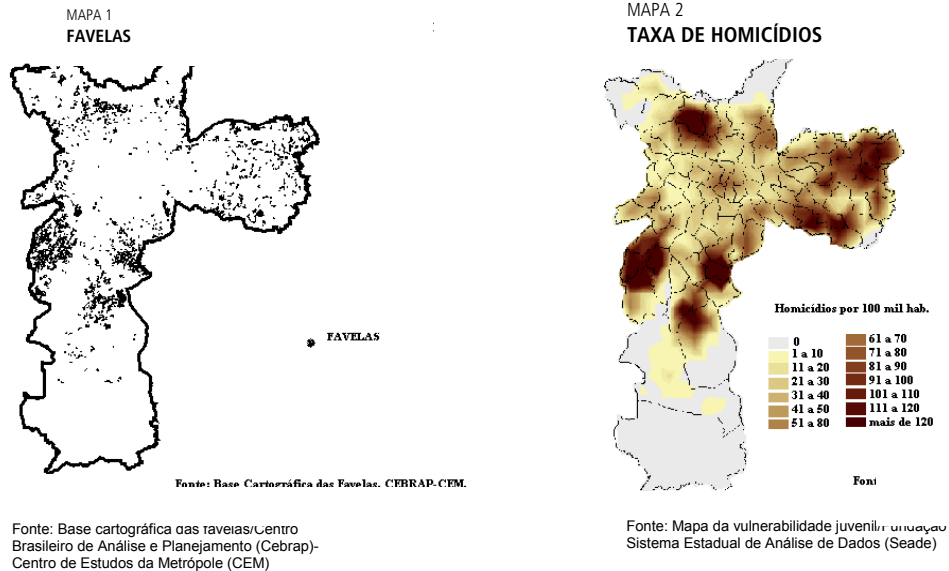 MAPA 1
FAVELAS
FAVELAS
Fonte: Base Cartográfica das Favelas. CEBRAP-CEM.
Fonte: Base cartográfica das favelas/Centro
Brasileiro de Análise e Planejamento (Cebrap)-
Centro de Estudos da Metrópole (CEM)
MAPA 2
TAXA DE HOMICÍDIOS
Homicídios por 100 mil hab.
0
1 a 10
11 a 20
21 a 30
31 a 40
41 a 50
51 a 80
61 a 70
71 a 80
81 a 90
91 a 100
101 a 110
111 a 120
mais de 120
Font
Fonte: Mapa da vulnerabilidade juvenil/Fundação
Sistema Estadual de Análise de Dados (Seade)